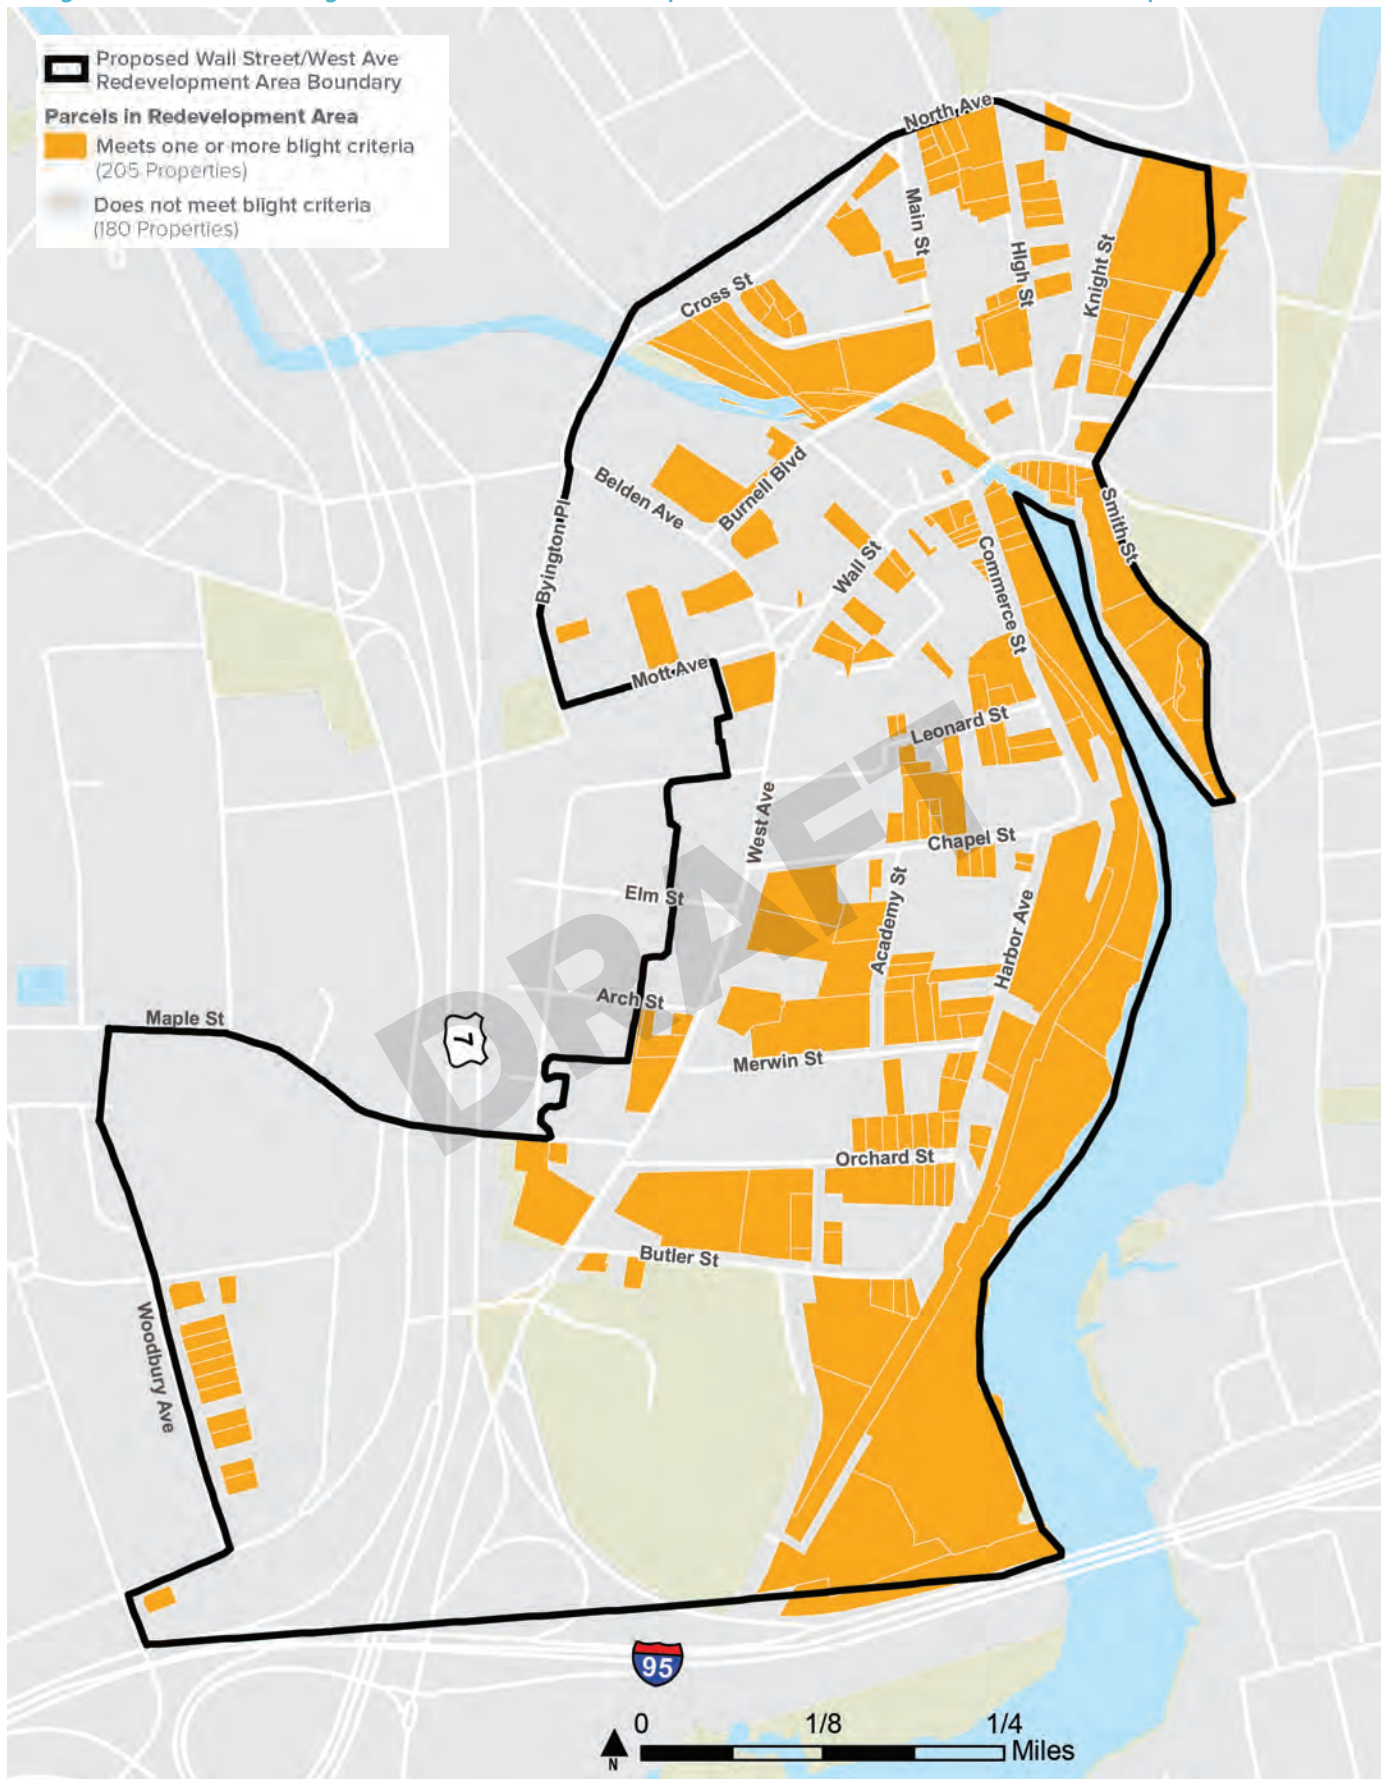 Proposed Wall Street/West Ave
Redevelopment Area Boundary
Parcels in Redevelopment Area
Meets one or more blight criteria
(205 Properties)
Does not meet blight criteria
(180 Properties)
North Ave
Main St
HIgh St
Knight St
Cross St
Belden Ave
Burnell Blvd
Byington Pl
Wall St
Commerce St
Smith St
Mott Ave
Leonard St
West Ave
Chapel St
Elm St
Academy St
Harbor Ave
DRAFT
Arch St
Maple St
7
Merwin St
Orchard St
Butler St
Woodbury Ave
95
0 1/8 1/4
Miles
N